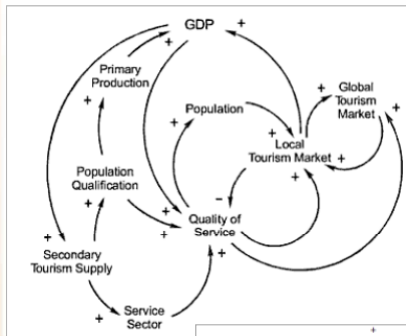 GDP
+
+
Primary
Production
+
Global
Tourism
Market
+
+
Population
+
+
+
Local
Tourism Market
+
+
Population
Qualification
−
+
+
Quality of
Service
+
+
+
Secondary
Tourism Supply
+
Service
Sector
+